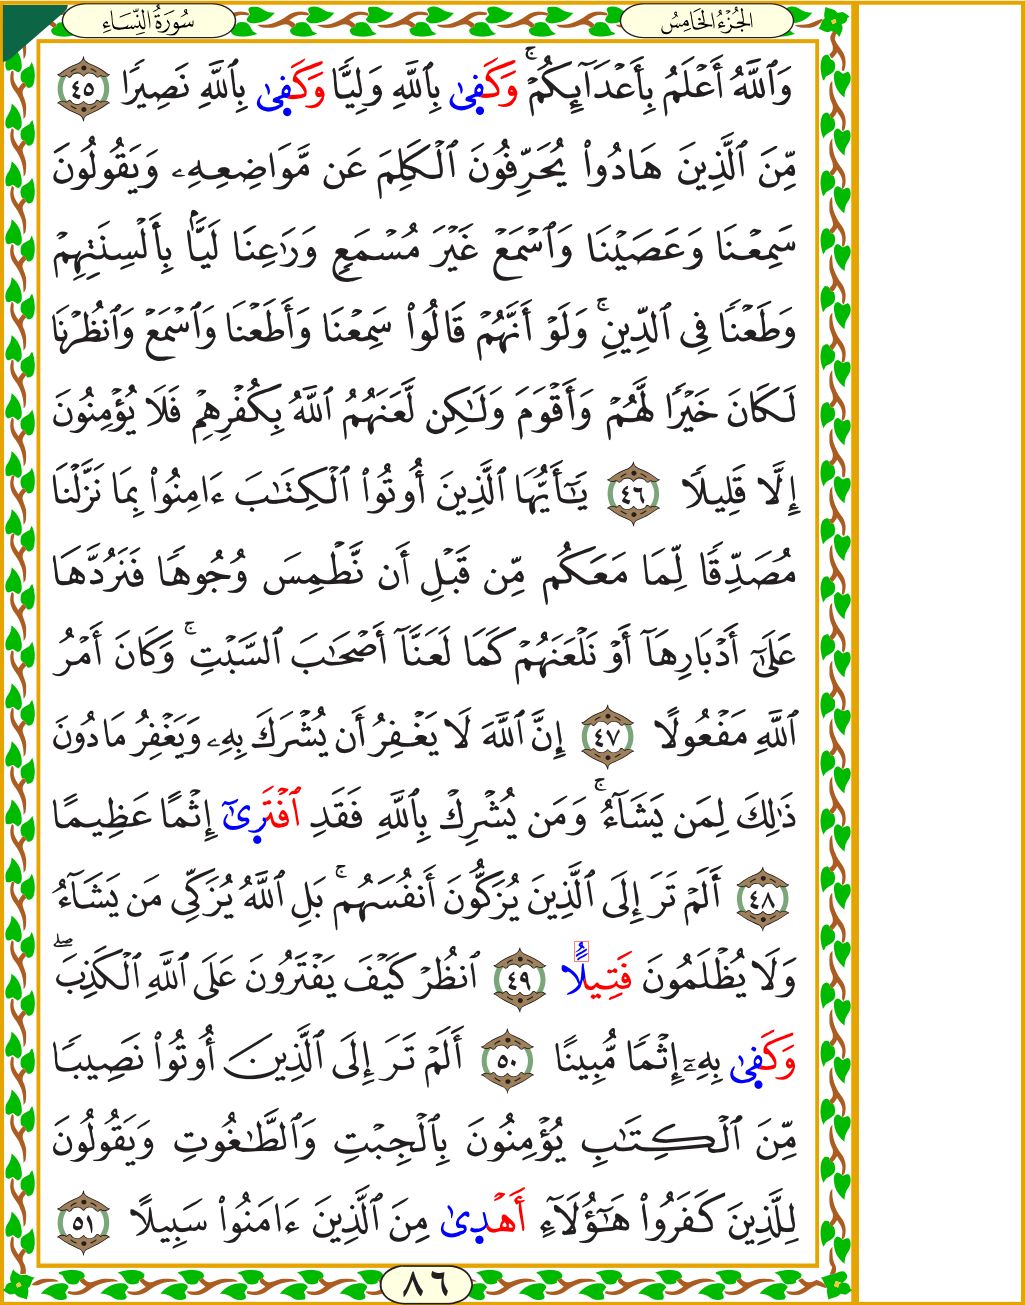 الجُزْءُ الخَامِسُ
سُورَةُ النِّسَاءِ
وَٱللَّهُ أَعۡلَمُ بِأَعۡدَآئِكُمۡۚ وَكَفِىٰ بِٱللَّهِ وَلِيّٗا وَكَفِىٰ بِٱللَّهِ نَصِيرٗا ٤٥
مِّنَ ٱلَّذِينَ هَادُواْ يُحَرِّفُونَ ٱلۡكَلِمَ عَن مَّوَاضِعِهِۦ وَيَقُولُونَ
سَمِعۡنَا وَعَصَيۡنَا وَٱسۡمَعۡ غَيۡرَ مُسۡمَعٖ وَرَٰعِنَا لَيَّۢا بِأَلۡسِنَتِهِمۡ
وَطَعۡنٗا فِى ٱلدِّينِۚ وَلَوۡ أَنَّهُمۡ قَالُواْ سَمِعۡنَا وَأَطَعۡنَا وَٱسۡمَعۡ وَٱنظُرۡنَا
لَكَانَ خَيۡرٗا لَّهُمۡ وَأَقۡوَمَ وَلَٰكِن لَّعَنَهُمُ ٱللَّهُ بِكُفۡرِهِمۡ فَلَا يُؤۡمِنُونَ
إِلَّا قَلِيلٗا ٤٦ يَٰٓأَيُّهَا ٱلَّذِينَ أُوتُواْ ٱلۡكِتَٰبَ ءَامِنُواْ بِمَا نَزَّلۡنَا
مُصَدِّقٗا لِّمَا مَعَكُم مِّن قَبۡلِ أَن نَّطۡمِسَ وُجُوهٗا فَنَرُدَّهَا
عَلَىٰٓ أَدۡبَارِهَآ أَوۡ نَلۡعَنَهُمۡ كَمَا لَعَنَّآ أَصۡحَٰبَ ٱلسَّبۡتِۚ وَكَانَ أَمۡرُ
ٱللَّهِ مَفۡعُولًا ٤٧ إِنَّ ٱللَّهَ لَا يَغۡفِرُ أَن يُشۡرَكَ بِهِۦ وَيَغۡفِرُ مَا دُونَ
ذَٰلِكَ لِمَن يَشَآءُۚ وَمَن يُشۡرِكۡ بِٱللَّهِ فَقَدِ ٱفۡتَرِىٰٓ إِثۡمًا عَظِيمًا
٤٨ أَلَمۡ تَرَ إِلَى ٱلَّذِينَ يُزَكُّونَ أَنفُسَهُمۚ بَلِ ٱللَّهُ يُزَكِّى مَن يَشَآءُ
وَلَا يُظۡلَمُونَ فَتِيلًا ٤٩ ٱنظُرۡ كَيۡفَ يَفۡتَرُونَ عَلَى ٱللَّهِ ٱلۡكَذِبَۖ
وَكَفِىٰ بِهِۦٓ إِثۡمٗا مُّبِينًا ٥٠ أَلَمۡ تَرَ إِلَى ٱلَّذِينَ أُوتُواْ نَصِيبٗا
مِّنَ ٱلۡكِتَٰبِ يُؤۡمِنُونَ بِٱلۡجِبۡتِ وَٱلطَّٰغُوتِ وَيَقُولُونَ
لِلَّذِينَ كَفَرُواْ هَٰٓؤُلَآءِ أَهۡدِىٰ مِنَ ٱلَّذِينَ ءَامَنُواْ سَبِيلًا ٥١
٨٦